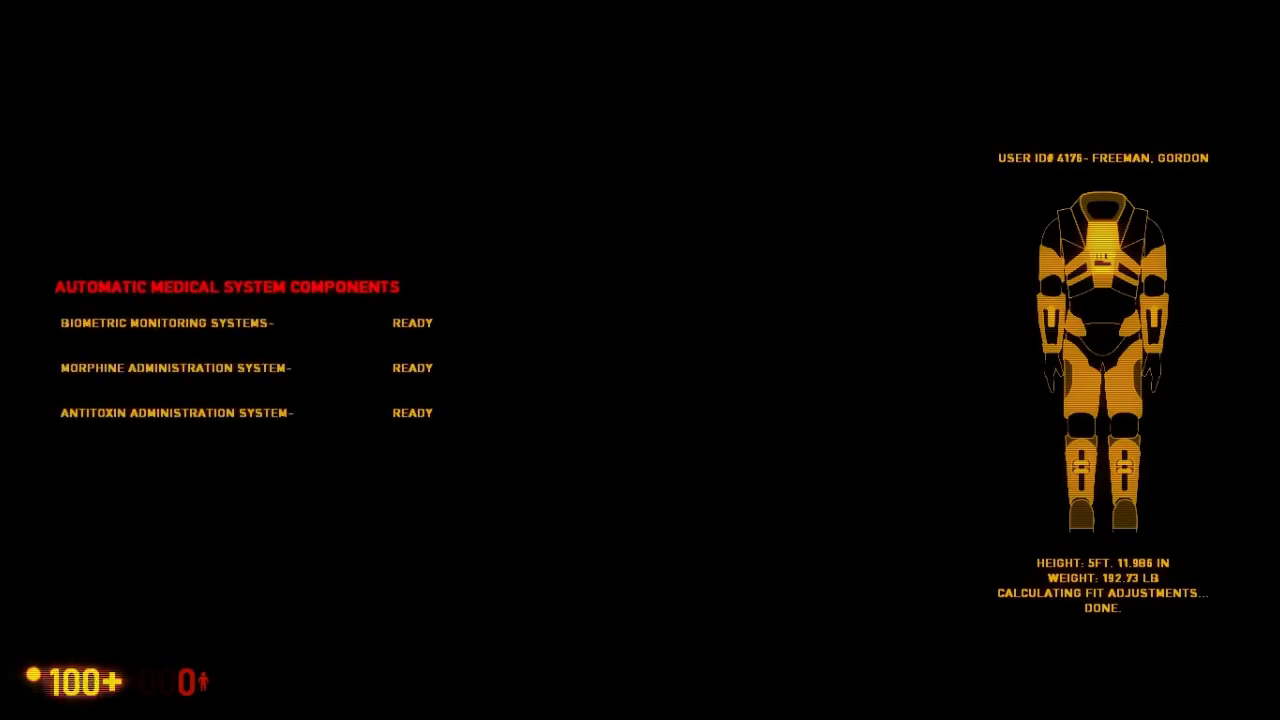 USER ID# 4176- FREEMAN, GORDON
AUTOMATIC MEDICAL SYSTEM COMPONENTS
BIOMETRIC MONITORING SYSTEMS- READY
MORPHINE ADMINISTRATION SYSTEM- READY
ANTITOXIN ADMINISTRATION SYSTEM- READY
HEIGHT: 5FT. 11.986 IN
WEIGHT: 192.73 LB
CALCULATING FIT ADJUSTMENTS...
DONE.
100+ 0